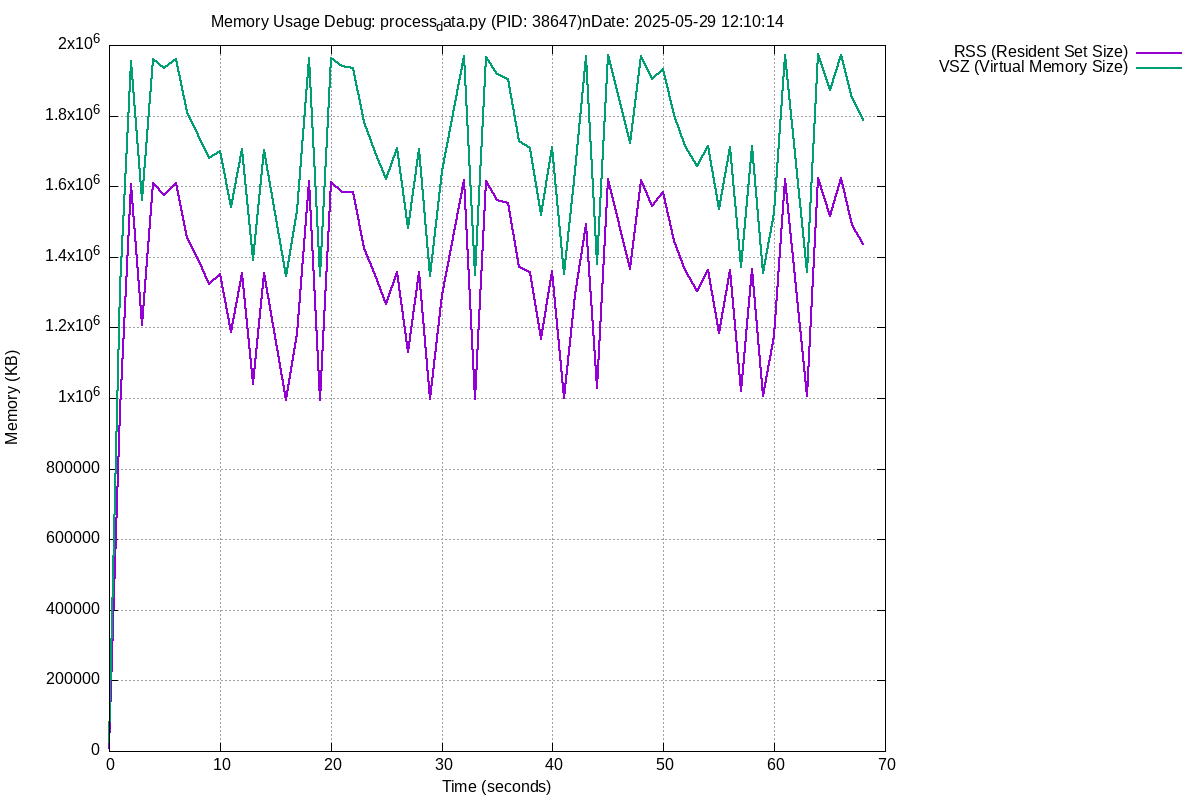 Memory Usage Debug: process_data.py (PID: 38647)nDate: 2025-05-29 12:10:14
RSS (Resident Set Size)
VSZ (Virtual Memory Size)
2x10^6
1.8x10^6
1.6x10^6
1.4x10^6
1.2x10^6
1x10^6
800000
600000
400000
200000
0
Memory (KB)
0 10 20 30 40 50 60 70
Time (seconds)